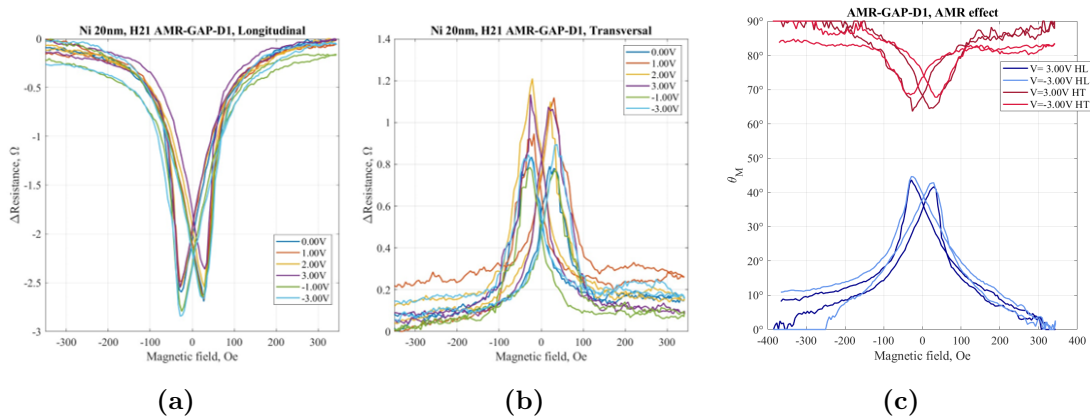 Ni 20nm, H21 AMR-GAP-D1, Longitudinal
0
-0.5
-1
-1.5
-2
-2.5
-3
ΔResistance, Ω
-300 -200 -100 0 100 200 300
Magnetic field, Oe
0.00V
1.00V
2.00V
3.00V
-1.00V
-3.00V
(a)
Ni 20nm, H21 AMR-GAP-D1, Transversal
1.4
1.2
1
0.8
0.6
0.4
0.2
0
ΔResistance, Ω
-300 -200 -100 0 100 200 300
Magnetic field, Oe
0.00V
1.00V
2.00V
3.00V
-1.00V
-3.00V
(b)
AMR-GAP-D1, AMR effect
90°
80°
70°
60°
50°
40°
30°
20°
10°
0°
θM
-400 -300 -200 -100 0 100 200 300 400
Magnetic field, Oe
V= 3.00V HL
V=-3.00V HL
V=3.00V HT
V=-3.00V HT
(c)